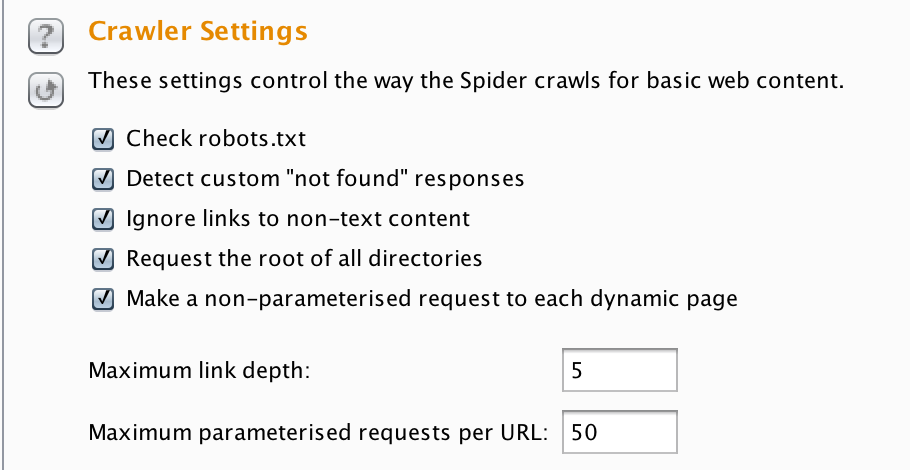 Crawler Settings
These settings control the way the Spider crawls for basic web content.
Check robots.txt
Detect custom "not found" responses
Ignore links to non-text content
Request the root of all directories
Make a non-parameterised request to each dynamic page
Maximum link depth: 5
Maximum parameterised requests per URL: 50